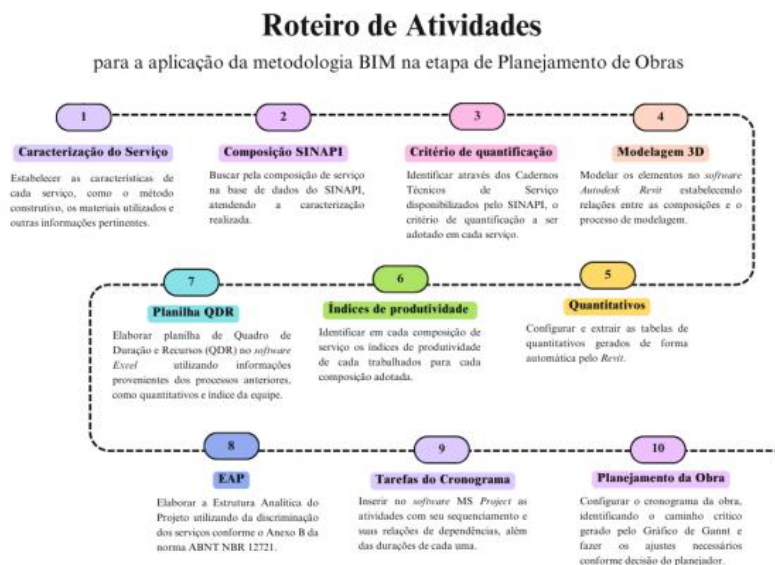 Roteiro de Atividades
para a aplicação da metodologia BIM na etapa de Planejamento de Obras
1
Caracterização do Serviço
Estabelecer as características de
cada serviço, como o método
construtivo, os materiais utilizados e
outras informações pertinentes.
2
Composição SINAPI
Buscar pela composição de serviço
na base de dados do SINAPI,
atendendo a caracterização
realizada.
3
Critério de quantificação
Identificar através dos Cadernos
Técnicos de Serviço
disponibilizados pelo SINAPI, o
critério de quantificação a ser
adotado em cada serviço.
4
Modelagem 3D
Modelar os elementos no software
Autodesk Revit estabelecendo
relações entre as composições e o
processo de modelagem.
5
Quantitativos
Configurar e extrair as tabelas de
quantitativos gerados de forma
automática pelo Revit.
6
Índices de produtividade
Identificar em cada composição de
serviço os índices de produtividade
de cada trabalhados para cada
composição adotada.
7
Planilha QDR
Elaborar planilha de Quadro de
Duração e Recursos (QDR) no software
Excel utilizando informações
provenientes dos processos anteriores,
como quantitativos e índice da equipe.
8
EAP
Elaborar a Estrutura Analítica do
Projeto utilizando da discriminação
dos serviços conforme o Anexo B da
norma ABNT NBR 12721.
9
Tarefas do Cronograma
Inserir no software MS Project as
atividades com seu sequenciamento e
suas relações de dependências, além
das durações de cada uma.
10
Planejamento da Obra
Configurar o cronograma da obra,
identificando o caminho crítico
gerado pelo Gráfico de Gannt e
fazer os ajustes necessários
conforme decisão do planejador.